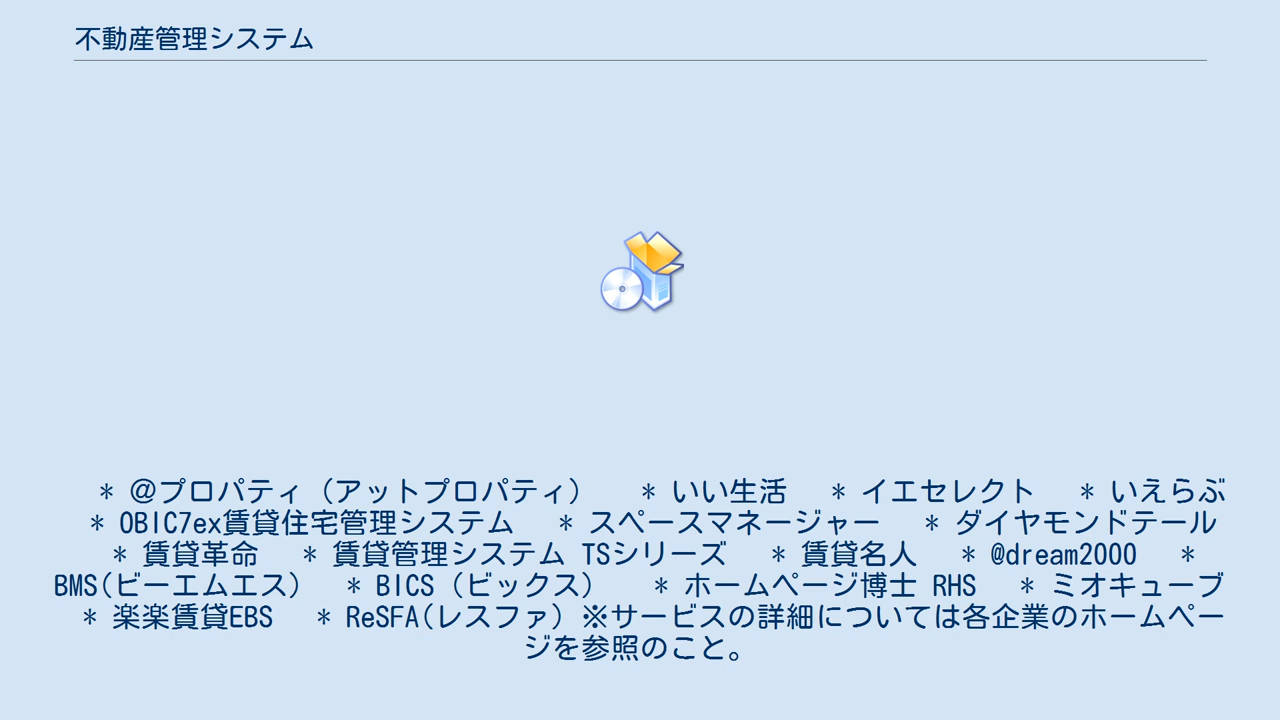 不動産管理システム
* @プロパティ (アットプロパティ) * いい生活 * イエセレクト * いえらぶ
* OBIC7ex賃貸住宅管理システム * スペースマネージャー * ダイヤモンドテール
* 賃貸革命 * 賃貸管理システム TSシリーズ * 賃貸名人 * @dream2000 *
BMS(ビーエムエス) * BICS (ビックス) * ホームページ博士 RHS * ミオキューブ
* 楽楽賃貸EBS * ReSFA(レスファ) ※サービスの詳細については各企業のホームペー
ジを参照のこと。